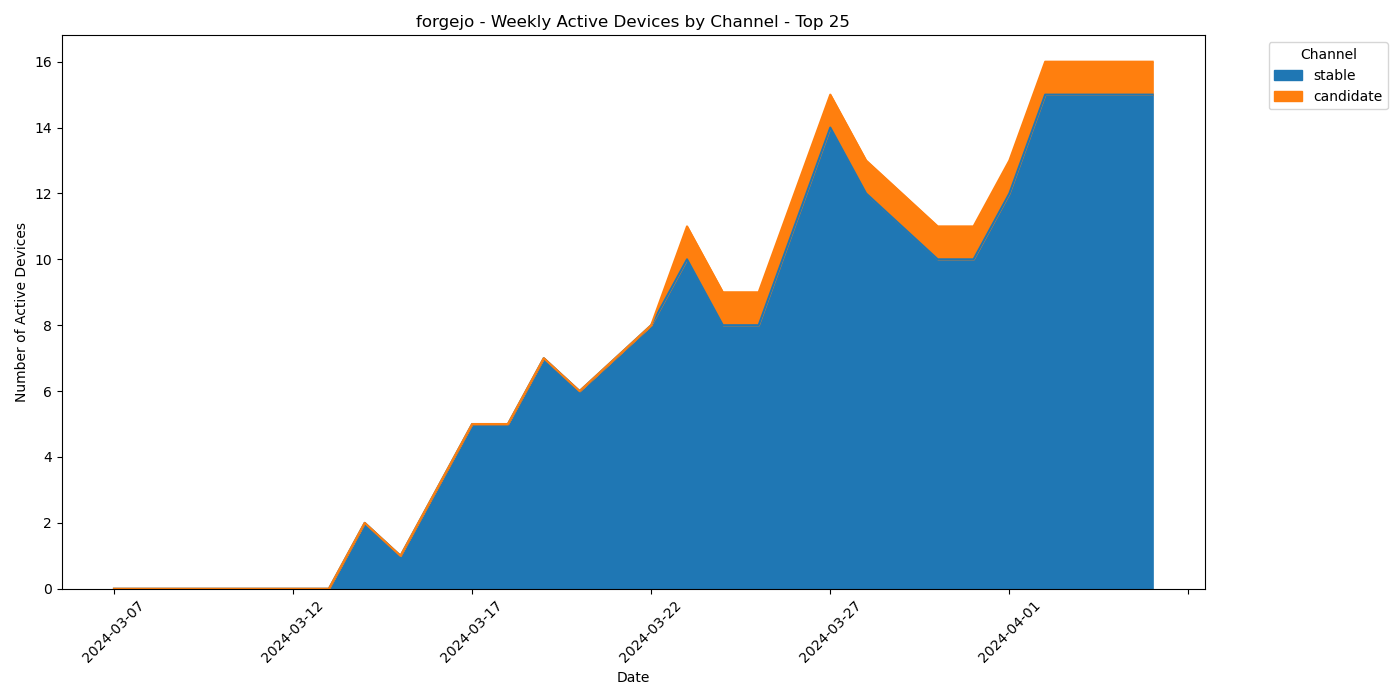 forgejo - Weekly Active Devices by Channel - Top 25
Channel
stable
candidate
Number of Active Devices
16
14
12
10
8
6
4
2
0
2024-03-07
2024-03-12
2024-03-17
2024-03-22
2024-03-27
2024-04-01
Date